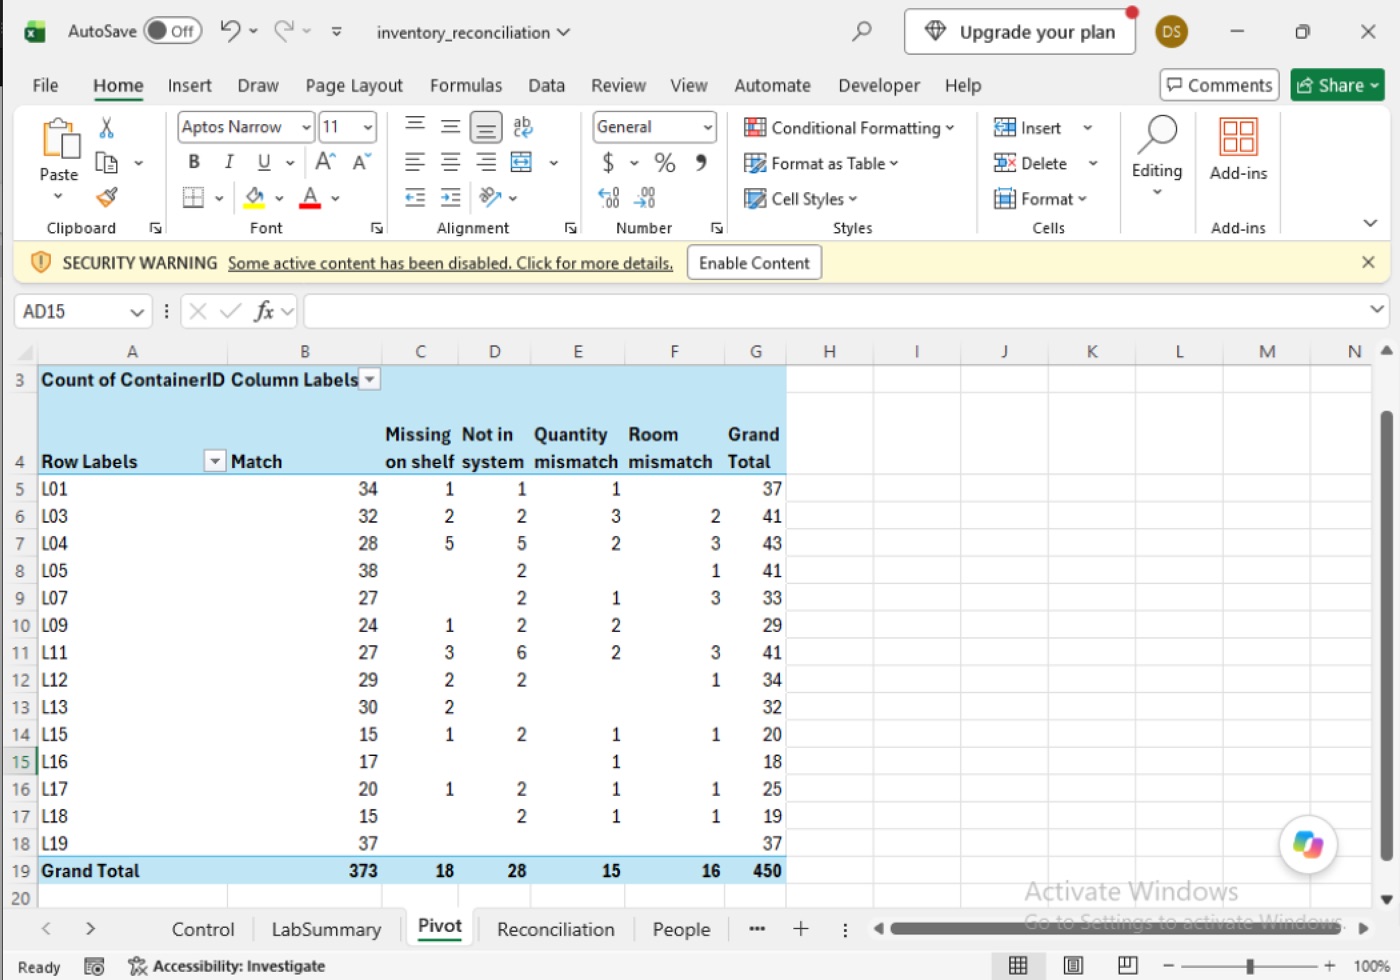 AutoSave Off inventory_reconciliation Upgrade your plan DS
File Home Insert Draw Page Layout Formulas Data Review View Automate Developer Help Comments Share
Paste Aptos Narrow 11 ab General Conditional Formatting Insert Editing Add-ins
B I U A A $ % Format as Table Delete
A Cell Styles Format
Clipboard Font Alignment Number Styles Cells Add-ins
SECURITY WARNING Some active content has been disabled. Click for more details. Enable Content
AD15 fx
A B C D E F G H I J K L M N
3 Count of ContainerID Column Labels
Missing Not in Quantity Room Grand
4 Row Labels Match on shelf system mismatch mismatch Total
5 L01 34 1 1 1 37
6 L03 32 2 2 3 2 41
7 L04 28 5 5 2 3 43
8 L05 38 2 1 41
9 L07 27 2 1 3 33
10 L09 24 1 2 2 29
11 L11 27 3 6 2 3 41
12 L12 29 2 2 1 34
13 L13 30 2 32
14 L15 15 1 2 1 1 20
15 L16 17 1 18
16 L17 20 1 2 1 1 25
17 L18 15 2 1 1 19
18 L19 37 37
19 Grand Total 373 18 28 15 16 450
20
Activate Windows
Go to Settings to activate Windows.
Control LabSummary Pivot Reconciliation People ... +
Ready Accessibility: Investigate 100%